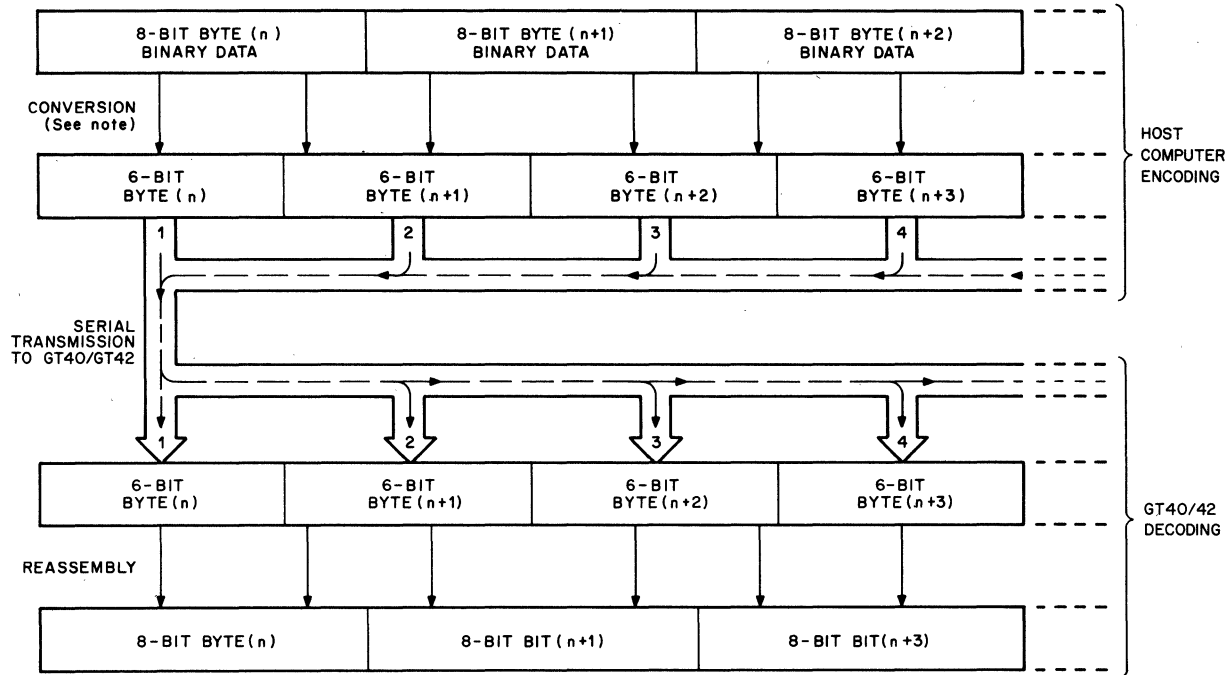 8-BIT BYTE (n)
BINARY DATA
8-BIT BYTE (n+1)
BINARY DATA
8-BIT BYTE (n+2)
BINARY DATA
CONVERSION
(See note)
HOST
COMPUTER
ENCODING
6-BIT
BYTE (n)
6-BIT
BYTE (n+1)
6-BIT
BYTE (n+2)
6-BIT
BYTE (n+3)
1
2
3
4
SERIAL
TRANSMISSION
TO GT40/GT42
1
2
3
4
6-BIT
BYTE (n)
6-BIT
BYTE (n+1)
6-BIT
BYTE (n+2)
6-BIT
BYTE (n+3)
GT40/42
DECODING
REASSEMBLY
8-BIT BYTE (n)
8-BIT BIT (n+1)
8-BIT BIT (n+3)